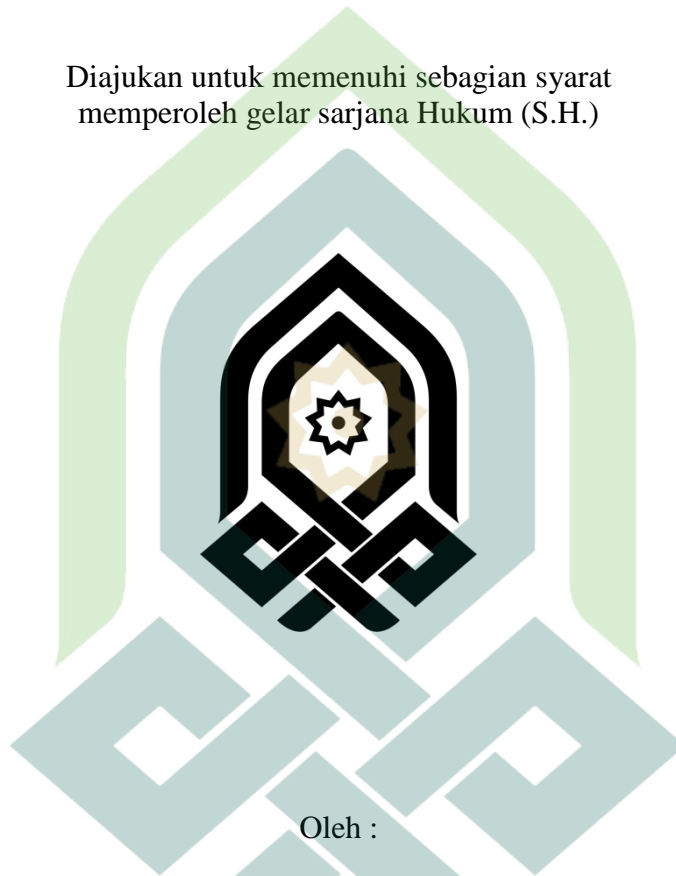 Diajukan untuk memenuhi sebagian syarat
memperoleh gelar sarjana Hukum (S.H.)
Oleh :